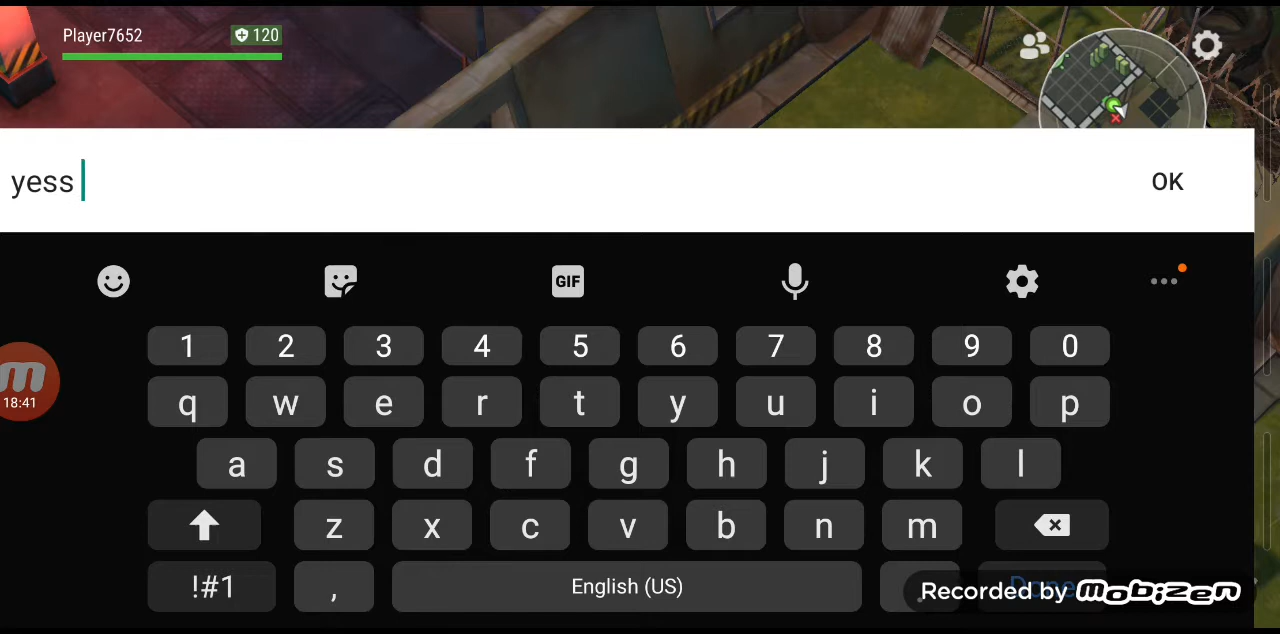 Player7652
120
yess
OK
GIF
1 2 3 4 5 6 7 8 9 0
q w e r t y u i o p
18:41
a s d f g h j k l
z x c v b n m
!#1 , English (US) . Done
Recorded by mobizen